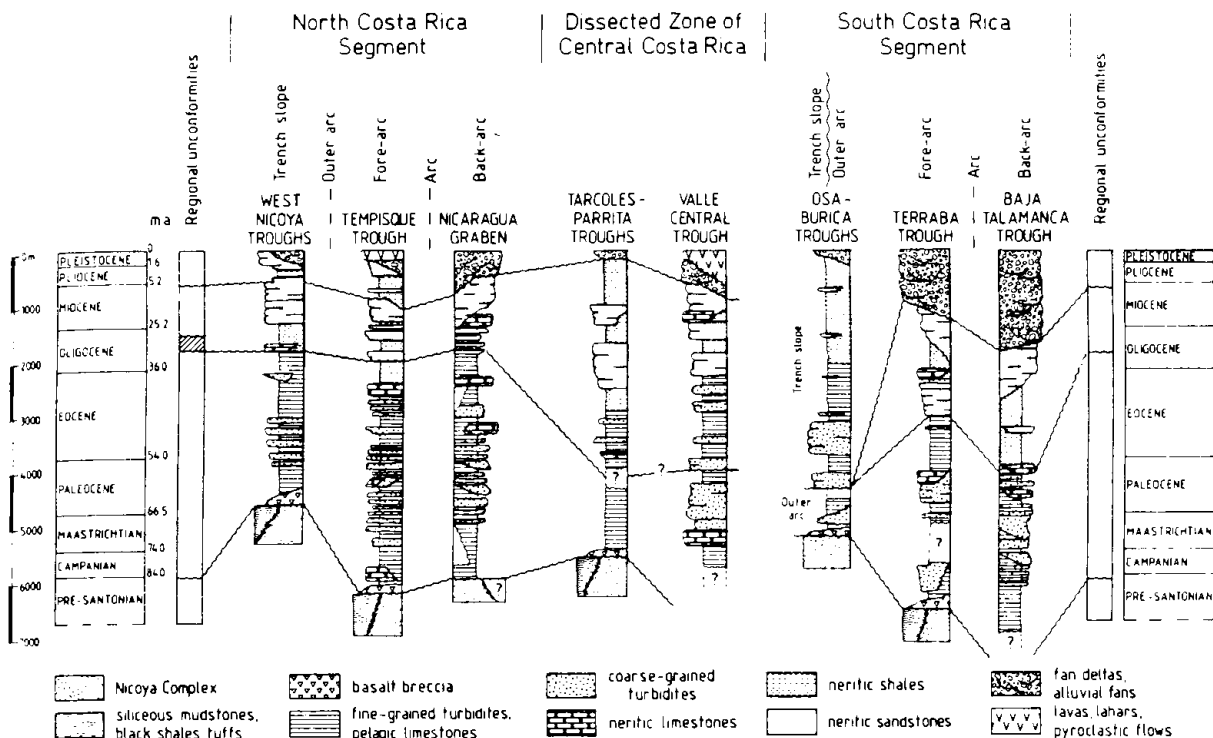 North Costa Rica
Segment
Dissected Zone of
Central Costa Rica
South Costa Rica
Segment
Regional unconformities
Trench slope
Outer arc
Fore-arc
Arc
Back-arc
Trench slope
Outer arc
Fore-arc
Arc
Back-arc
Regional unconformities
WEST
NICOYA
TROUGHS
TEMPISQUE
TROUGH
NICARAGUA
GRABEN
TARCOLES-
PARRITA
TROUGHS
VALLE
CENTRAL
TROUGH
OSA-
BURICA
TROUGHS
TERRABA
TROUGH
BAJA
TALAMANCA
TROUGH
m a
0
0m
1000
2000
3000
4000
5000
6000
7000
PLEISTOCENE
1.6
PLIOCENE
5.2
MIOCENE
25.2
OLIGOCENE
36.0
EOCENE
54.0
PALEOCENE
66.5
MAASTRICHTIAN
74.0
CAMPANIAN
84.0
PRE-SANTONIAN
?
?
?
?
Trench slope
Outer
arc
?
?
PLEISTOCENE
PLIOCENE
MIOCENE
OLIGOCENE
EOCENE
PALEOCENE
MAASTRICHTIAN
CAMPANIAN
PRE-SANTONIAN
Nicoya Complex
siliceous mudstones,
black shales tuffs
basalt breccia
fine-grained turbidites,
pelagic limestones
coarse-grained
turbidites
neritic limestones
neritic shales
neritic sandstones
fan deltas,
alluvial fans
lavas, lahars,
pyroclastic flows